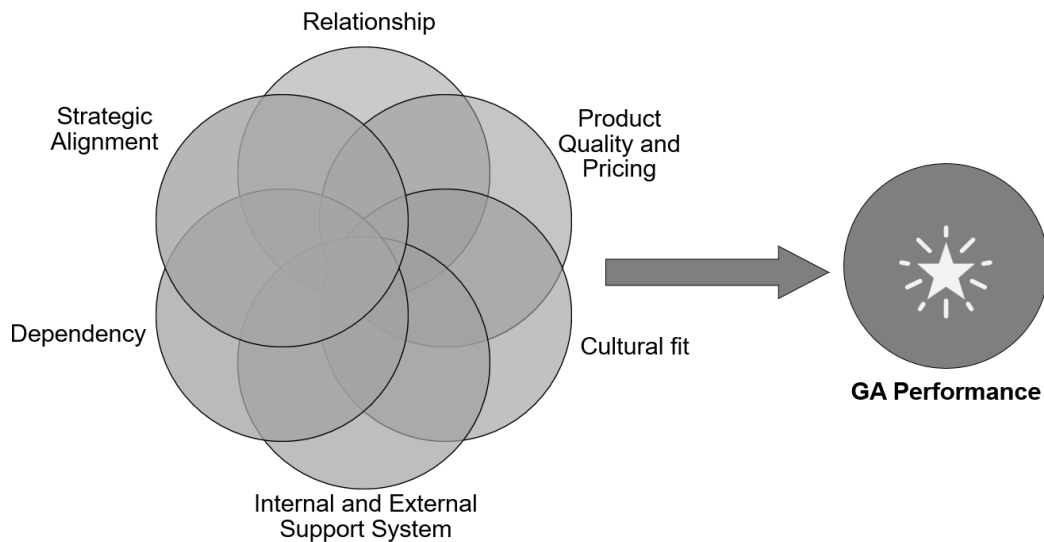 Relationship
Strategic
Alignment
Product
Quality and
Pricing
Dependency
Cultural fit
Internal and External
Support System
GA Performance